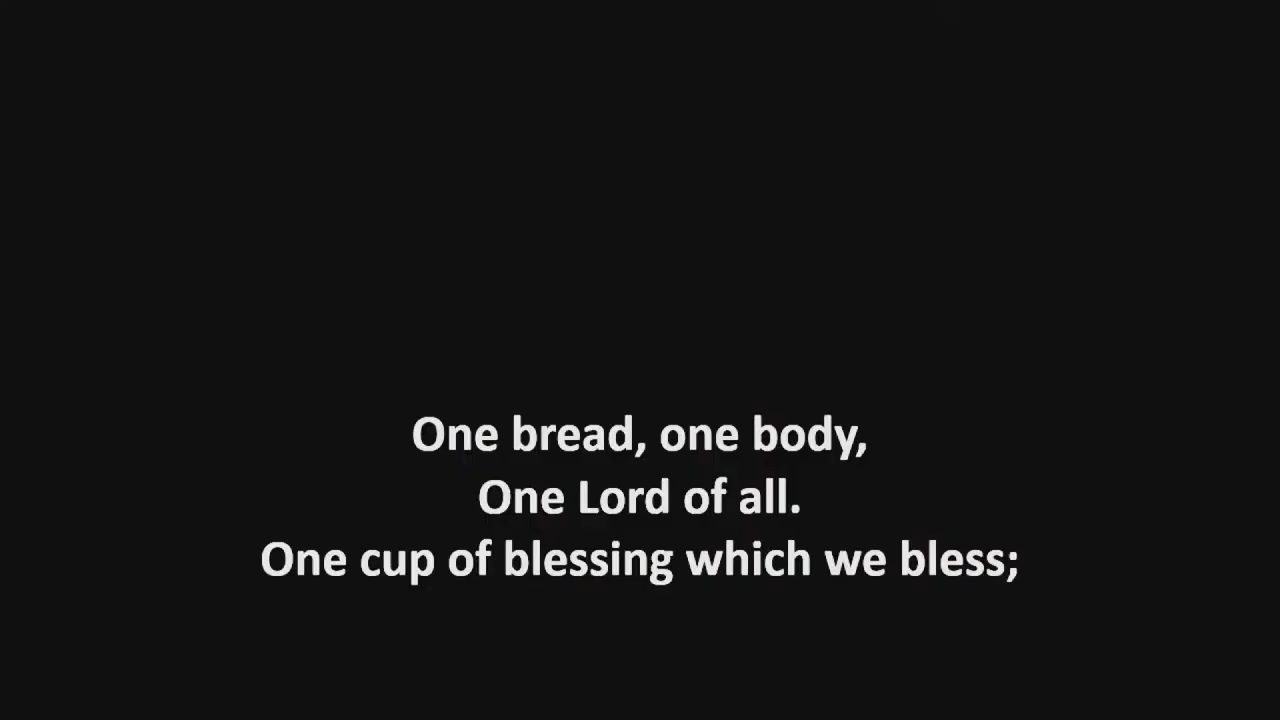 One bread, one body,
One Lord of all.
One cup of blessing which we bless;